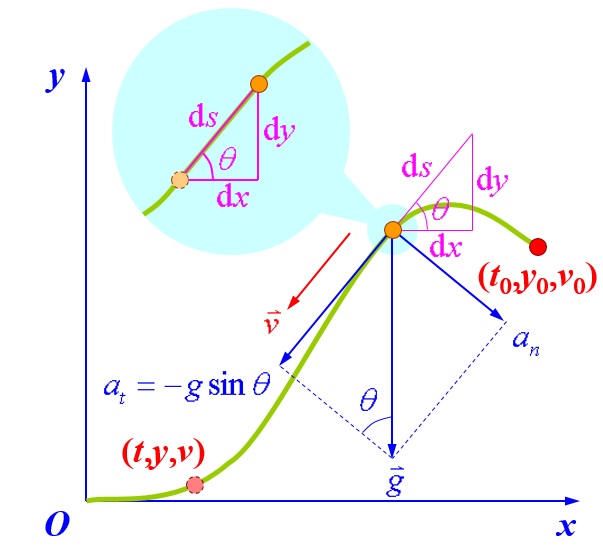 y
ds
dy
θ
dx
ds
dy
θ
dx
(t₀,y₀,v₀)
v⃗
aₙ
aₜ = −g sin θ
θ
(t,y,v)
g⃗
O
x